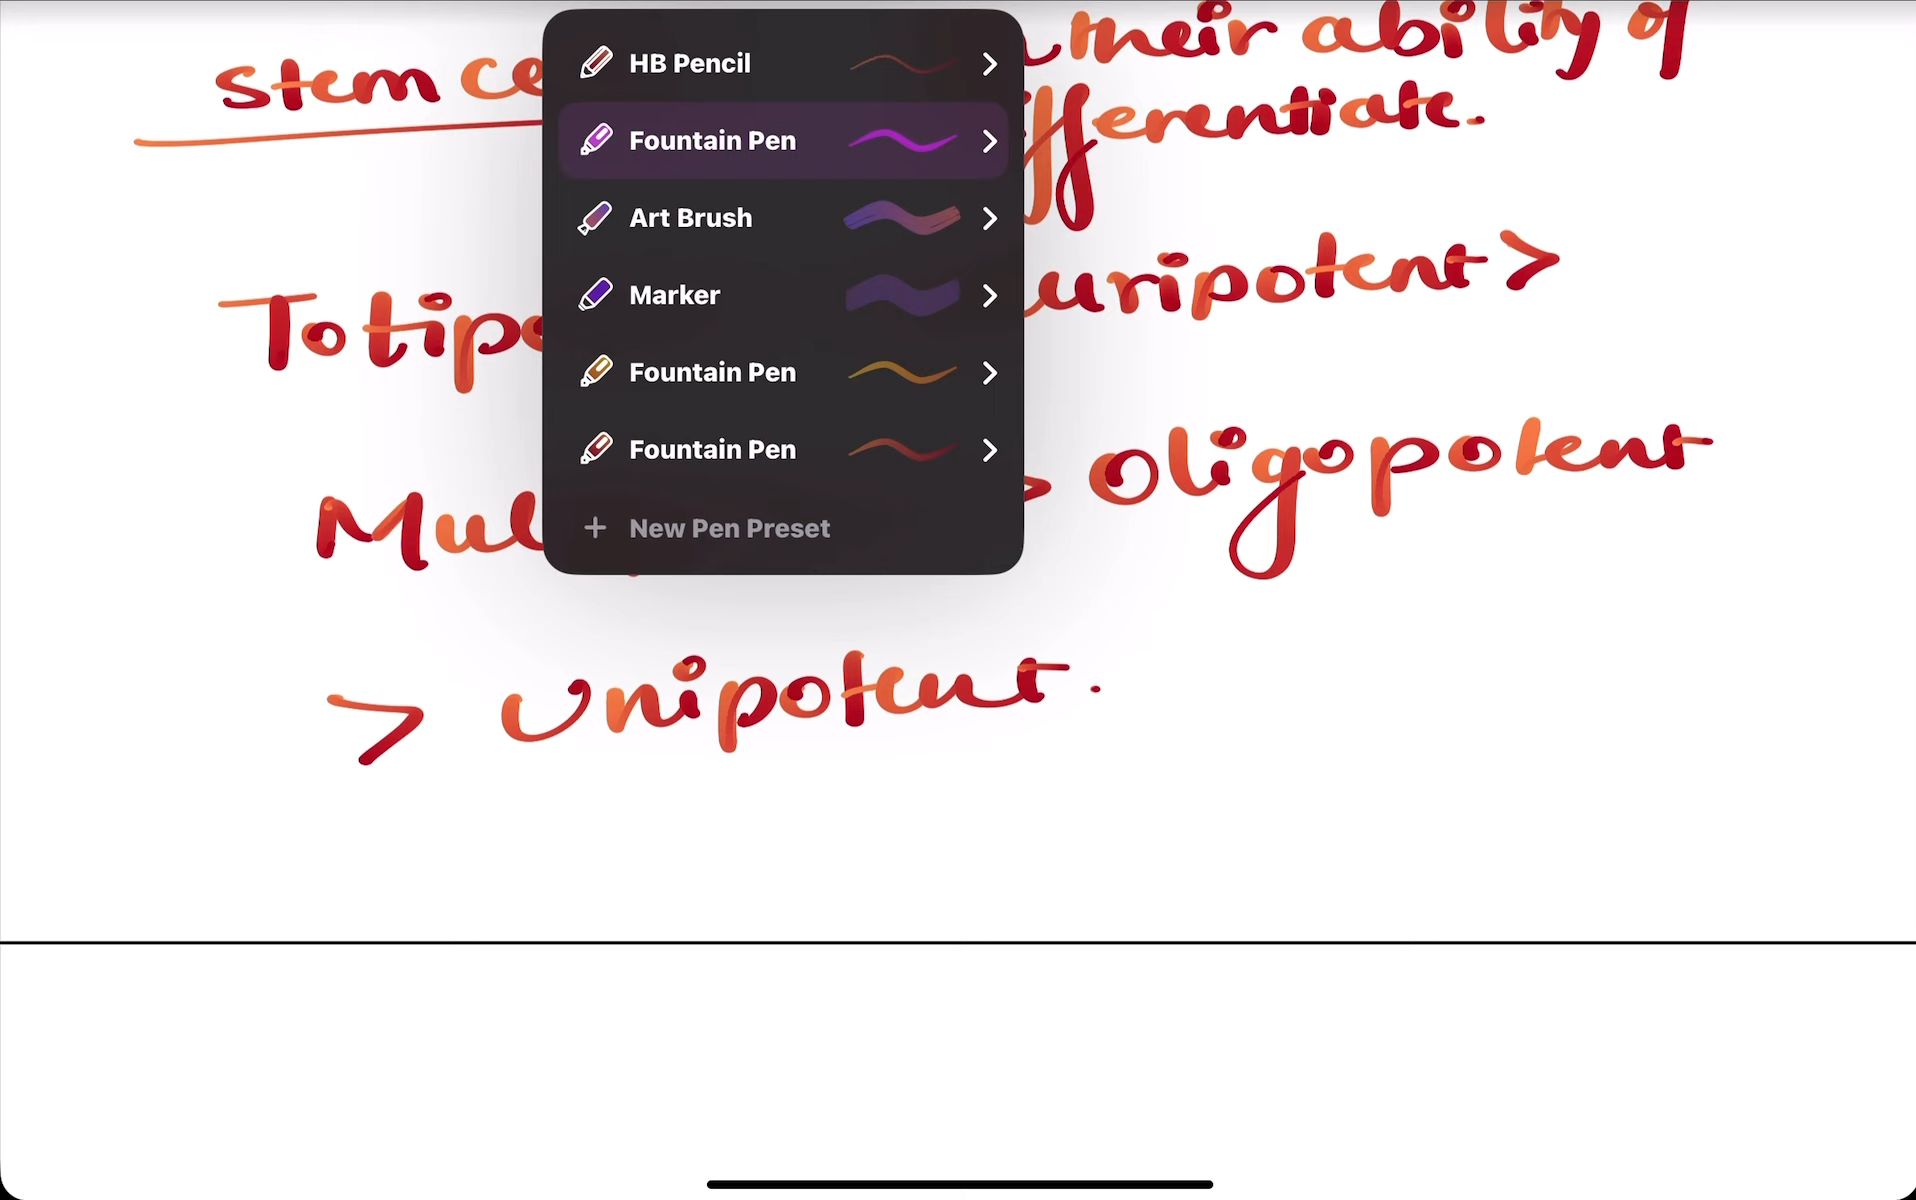 their ability of
stem ce
fferentiate.
Totipo
uripotent >
Mul
> Oligopotent
> Unipotent.
HB Pencil
Fountain Pen
Art Brush
Marker
Fountain Pen
Fountain Pen
+ New Pen Preset